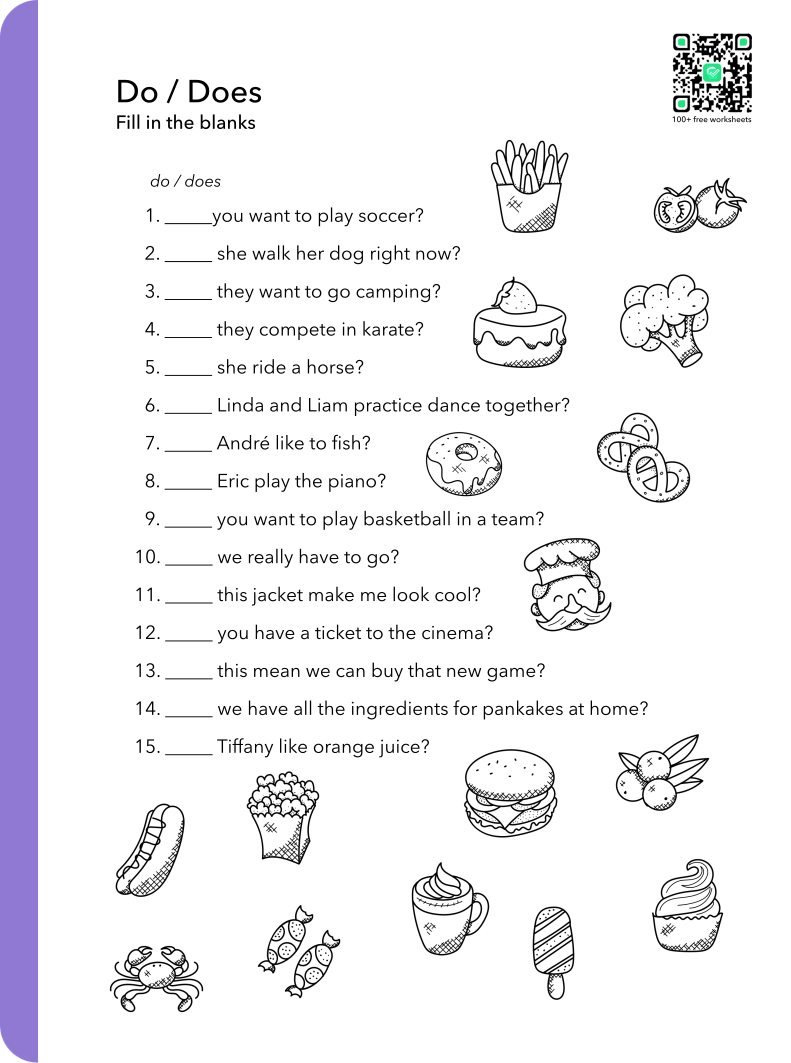 100+ free worksheets
Do / Does
Fill in the blanks
do / does
1. _____you want to play soccer?
2. _____ she walk her dog right now?
3. _____ they want to go camping?
4. _____ they compete in karate?
5. _____ she ride a horse?
6. _____ Linda and Liam practice dance together?
7. _____ André like to fish?
8. _____ Eric play the piano?
9. _____ you want to play basketball in a team?
10. _____ we really have to go?
11. _____ this jacket make me look cool?
12. _____ you have a ticket to the cinema?
13. _____ this mean we can buy that new game?
14. _____ we have all the ingredients for pankakes at home?
15. _____ Tiffany like orange juice?